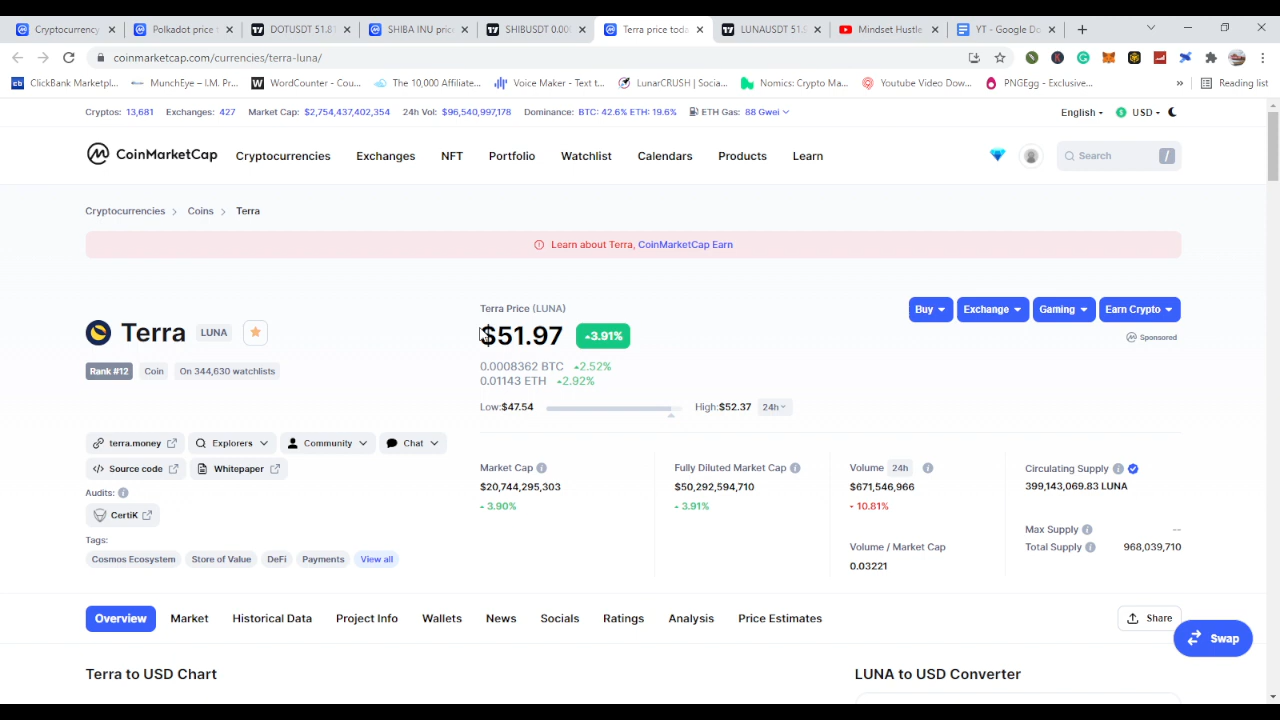 Cryptocurrency
Polkadot price
DOTUSDT 51.81
SHIBA INU price
SHIBUSDT 0.00
Terra price toda
LUNAUSDT 51.9
Mindset Hustle
YT - Google Do
coinmarketcap.com/currencies/terra-luna/
ClickBank Marketpl...
MunchEye – I.M. Pr...
WordCounter - Cou...
The 10,000 Affiliate...
Voice Maker - Text t...
LunarCRUSH | Socia...
Nomics: Crypto Ma...
Youtube Video Dow...
PNGEgg - Exclusive...
»
Reading list
Cryptos: 13,681 Exchanges: 427 Market Cap: $2,754,437,402,354 24h Vol: $96,540,997,178 Dominance: BTC: 42.6% ETH: 19.6% ETH Gas: 88 Gwei
English USD
CoinMarketCap Cryptocurrencies Exchanges NFT Portfolio Watchlist Calendars Products Learn
Search /
Cryptocurrencies > Coins > Terra
Learn about Terra, CoinMarketCap Earn
Terra LUNA
Rank #12 Coin On 344,630 watchlists
terra.money Explorers Community Chat
Source code Whitepaper
Audits:
CertiK
Tags:
Cosmos Ecosystem Store of Value DeFi Payments View all
Terra Price (LUNA)
$51.97 3.91%
0.0008362 BTC 2.52%
0.01143 ETH 2.92%
Low:$47.54 High:$52.37 24h
Buy Exchange Gaming Earn Crypto
Sponsored
Market Cap
$20,744,295,303
3.90%
Fully Diluted Market Cap
$50,292,594,710
3.91%
Volume 24h
$671,546,966
10.81%
Volume / Market Cap
0.03221
Circulating Supply
399,143,069.83 LUNA
Max Supply --
Total Supply 968,039,710
Overview Market Historical Data Project Info Wallets News Socials Ratings Analysis Price Estimates
Share
Swap
Terra to USD Chart
LUNA to USD Converter